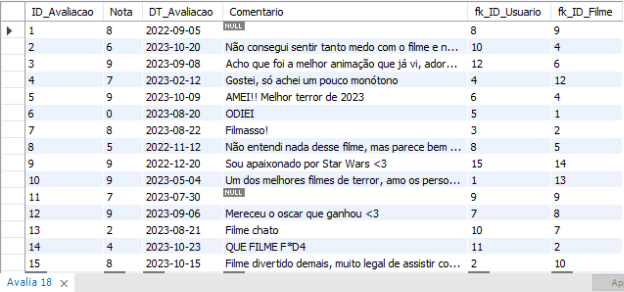 ID_Avaliacao Nota DT_Avaliacao Comentario fk_ID_Usuario fk_ID_Filme
1 8 2022-09-05 NULL 8 9
2 6 2023-10-20 Não consegui sentir tanto medo com o filme e n... 10 4
3 9 2023-09-08 Acho que foi a melhor animação que já vi, ador... 12 6
4 7 2023-02-12 Gostei, só achei um pouco monótono 4 12
5 9 2023-10-09 AMEI!! Melhor terror de 2023 6 4
6 0 2023-08-20 ODIEI 5 1
7 8 2023-08-22 Filmasso! 3 2
8 5 2022-11-12 Não entendi nada desse filme, mas parece bem ... 8 5
9 9 2022-12-20 Sou apaixonado por Star Wars <3 15 14
10 9 2023-05-04 Um dos melhores filmes de terror, amo os perso... 1 13
11 7 2023-07-30 NULL 9 9
12 9 2023-09-06 Mereceu o oscar que ganhou <3 7 8
13 2 2023-08-21 Filme chato 10 7
14 4 2023-10-23 QUE FILME F*D4 11 2
15 8 2023-10-15 Filme divertido demais, muito legal de assistir co... 2 10
Avalia 18 ×
Ap